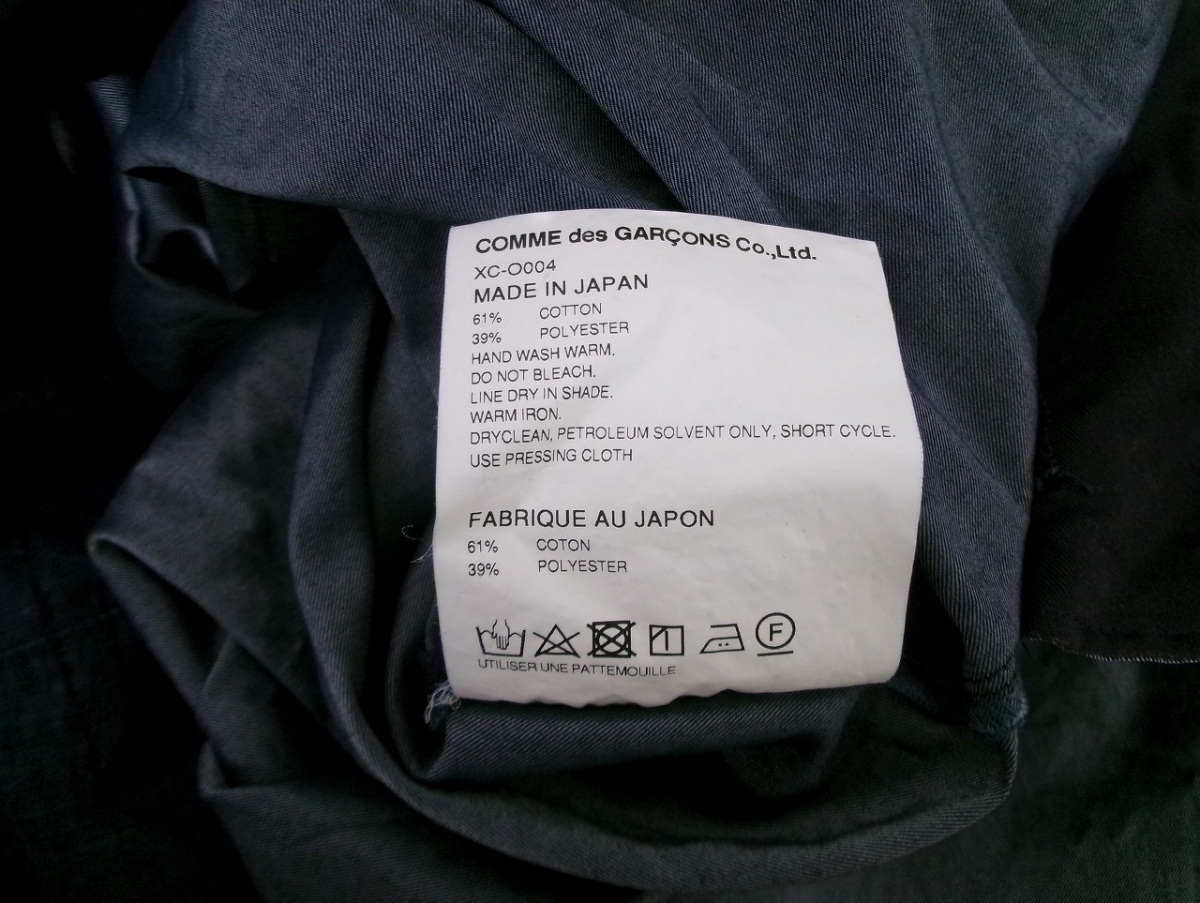 COMME des GARÇONS Co.,Ltd.
XC-O004
MADE IN JAPAN
61% COTTON
39% POLYESTER
HAND WASH WARM.
DO NOT BLEACH.
LINE DRY IN SHADE.
WARM IRON.
DRYCLEAN, PETROLEUM SOLVENT ONLY, SHORT CYCLE.
USE PRESSING CLOTH
FABRIQUE AU JAPON
61% COTON
39% POLYESTER
F
UTILISER UNE PATTEMOUILLE